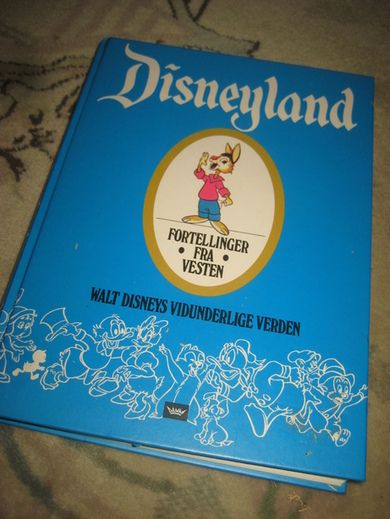 Disneyland
FORTELLINGER
• FRA •
VESTEN
WALT DISNEYS VIDUNDERLIGE VERDEN